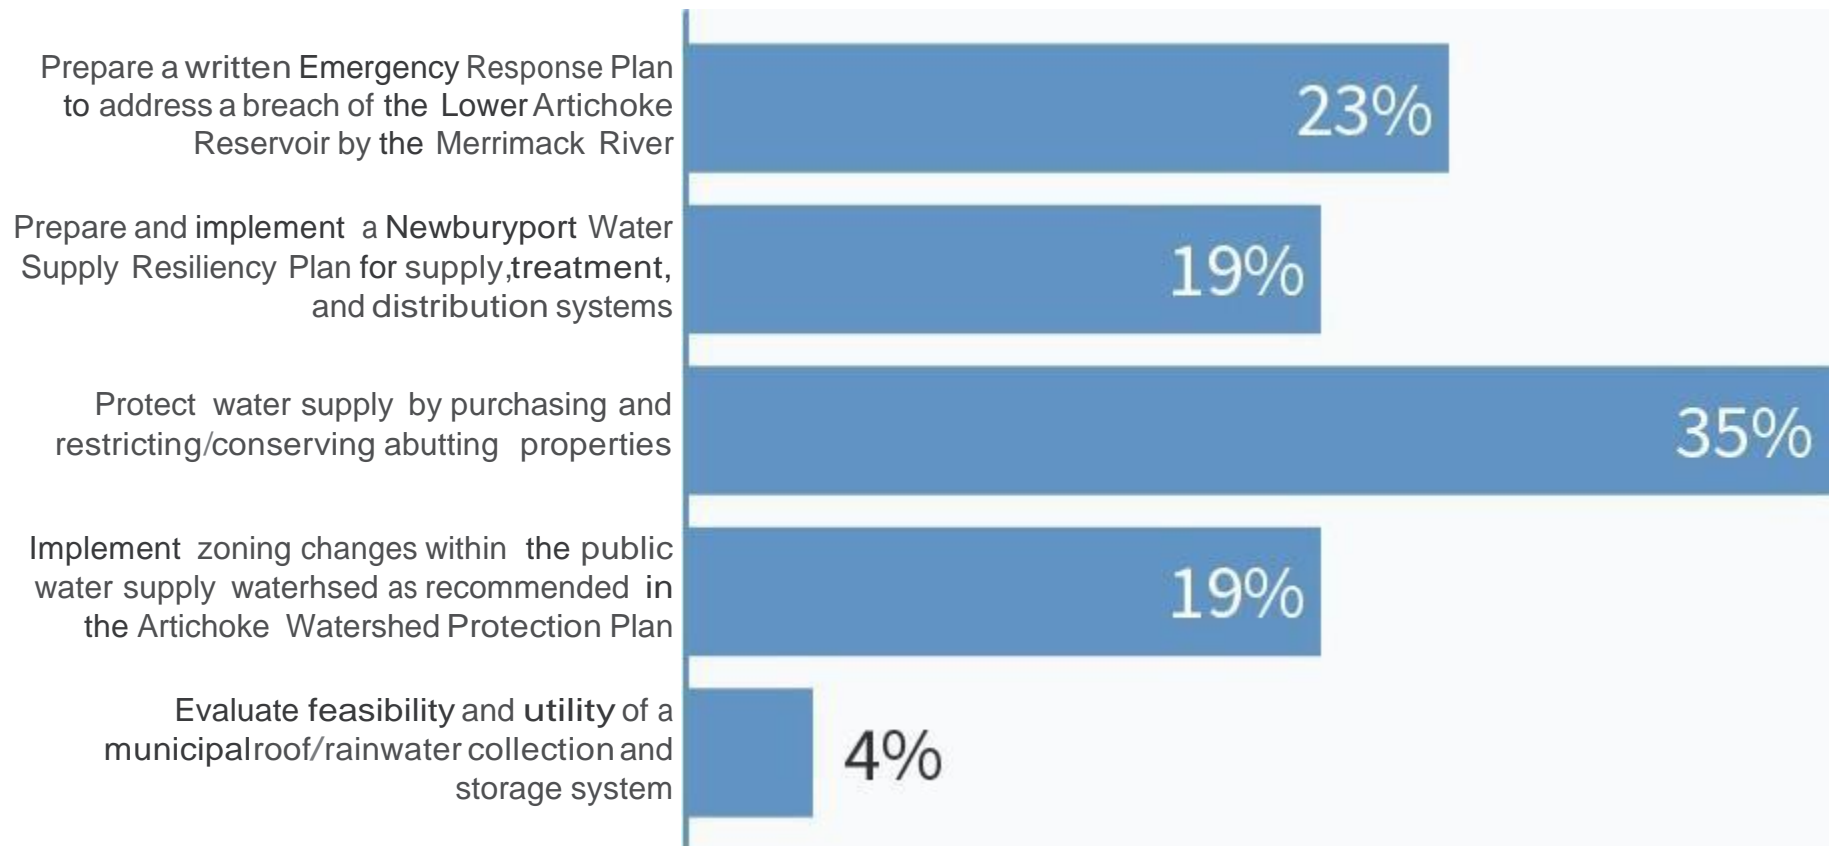 Prepare a written Emergency Response Plan
to address a breach of the Lower Artichoke
Reservoir by the Merrimack River
23%
Prepare and implement a Newburyport Water
Supply Resiliency Plan for supply,treatment,
and distribution systems
19%
Protect water supply by purchasing and
restricting/conserving abutting properties
35%
Implement zoning changes within the public
water supply waterhsed as recommended in
the Artichoke Watershed Protection Plan
19%
Evaluate feasibility and utility of a
municipalroof/rainwater collection and
storage system
4%